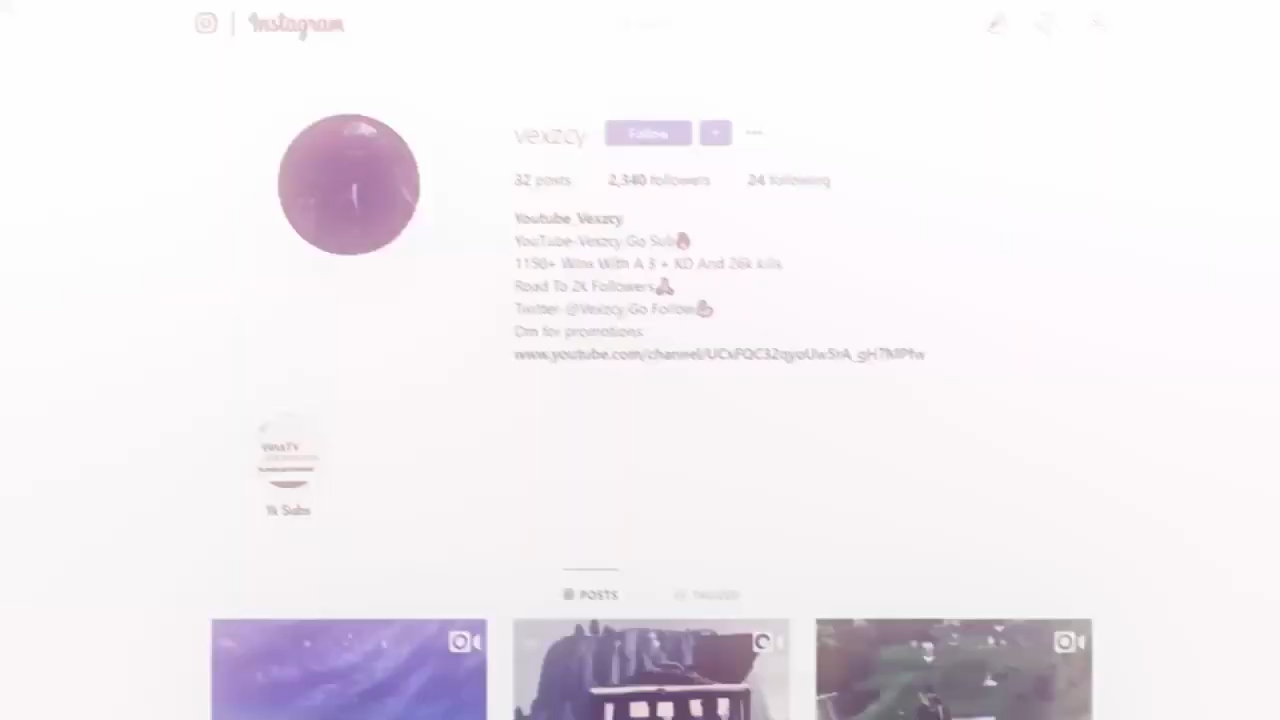 Instagram
vexzcy Follow
32 posts 2,340 followers 24 following
Youtube_Vexzcy
YouTube-Vexzcy Go Sub
1150+ Wins With A 3 + KD And 26k kills
Road To 2k Followers
Twitter @Vexzcy Go Follow
Dm for promotions
1k Subs
POSTS TAGGED